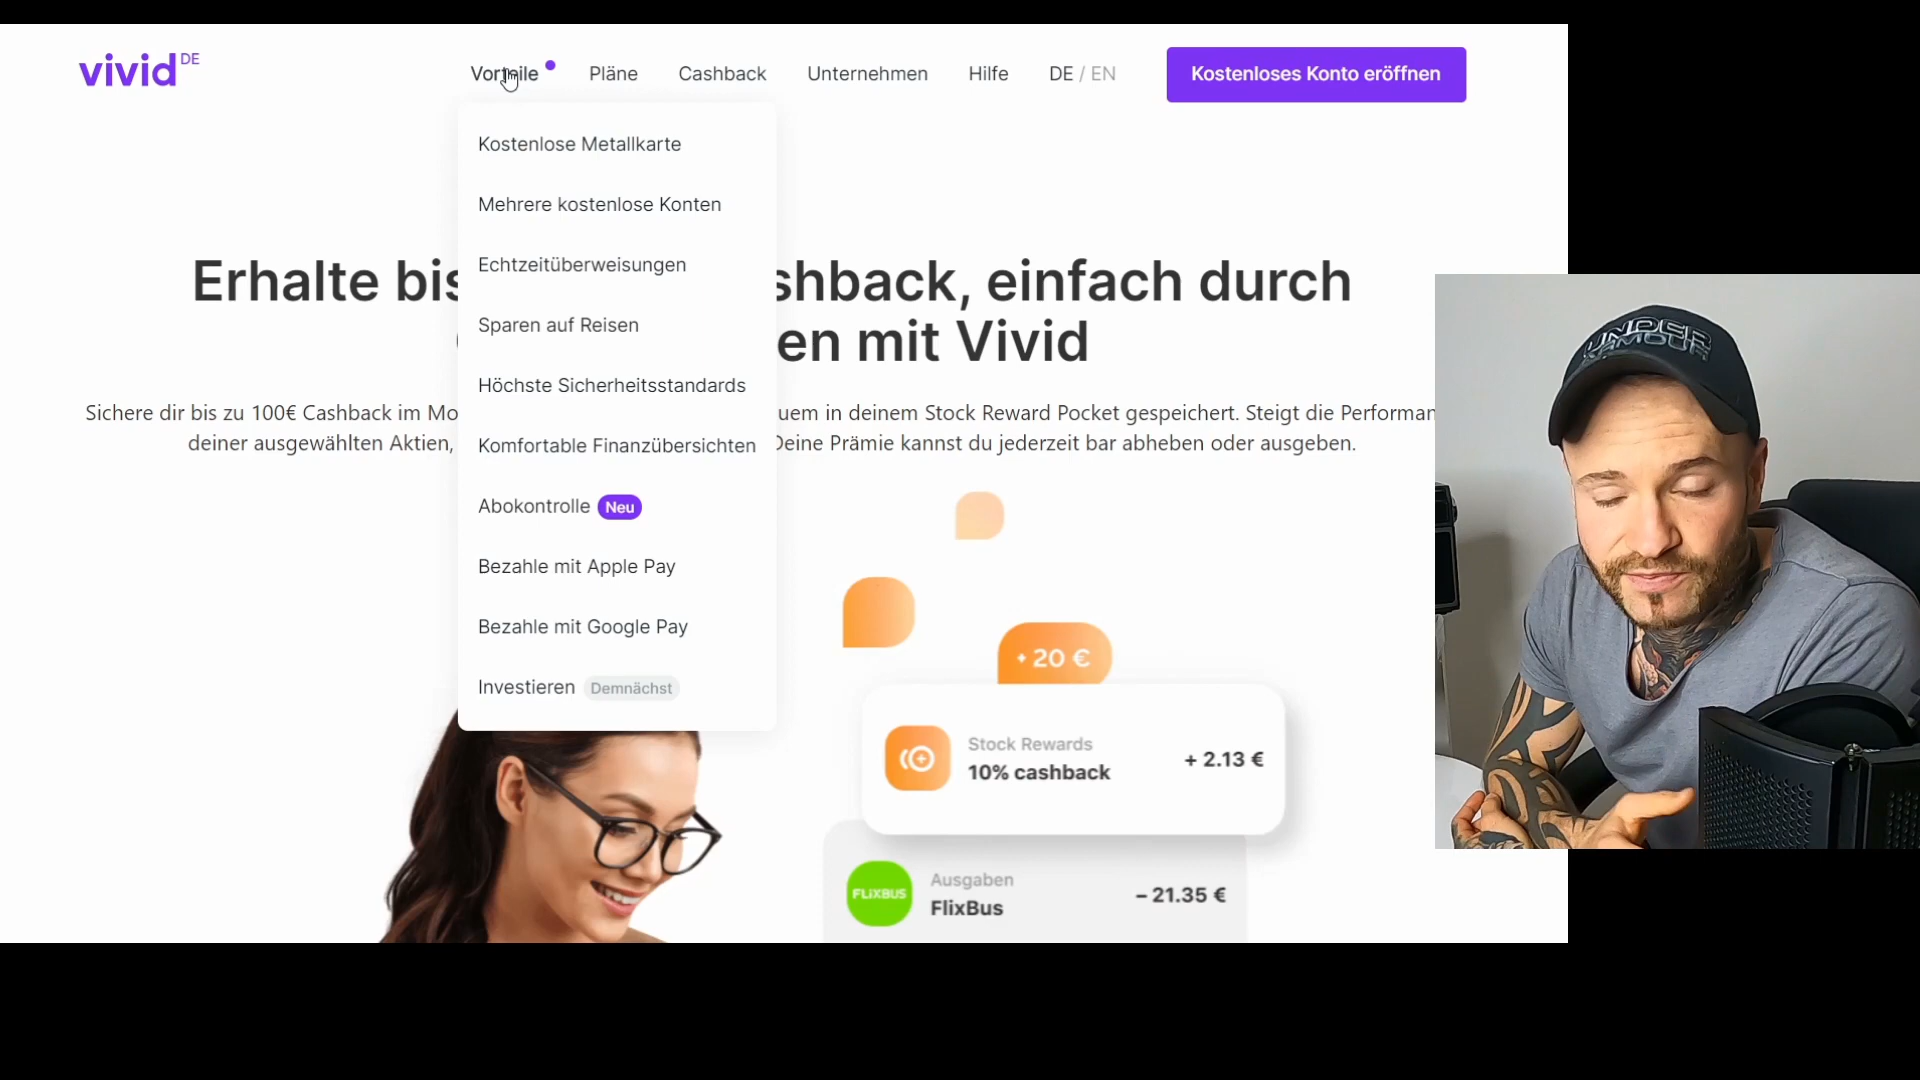 vivid DE
Vorteile Pläne Cashback Unternehmen Hilfe DE / EN Kostenloses Konto eröffnen
Kostenlose Metallkarte
Mehrere kostenlose Konten
Echtzeitüberweisungen
Sparen auf Reisen
Höchste Sicherheitsstandards
Komfortable Finanzübersichten
Abokontrolle Neu
Bezahle mit Apple Pay
Bezahle mit Google Pay
Investieren Demnächst
Erhalte bis shback, einfach durch
en mit Vivid
Sichere dir bis zu 100€ Cashback im Mo uem in deinem Stock Reward Pocket gespeichert. Steigt die Performan
deiner ausgewählten Aktien, Deine Prämie kannst du jederzeit bar abheben oder ausgeben.
+ 20 €
Stock Rewards
10% cashback + 2.13 €
FLiXBUS
Ausgaben
FlixBus – 21.35 €
UNDER
ARMOUR